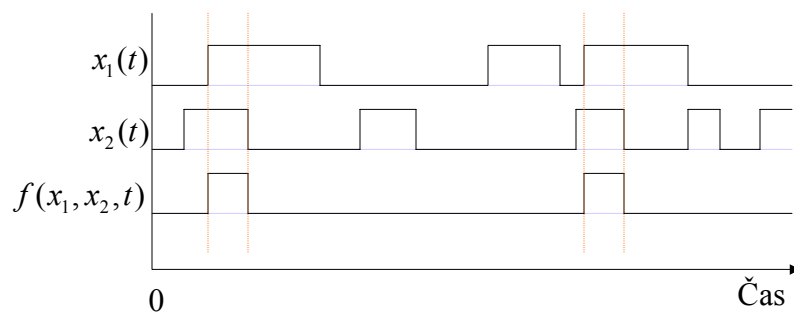 x₁(t)
x₂(t)
f(x₁,x₂,t)
0
Čas